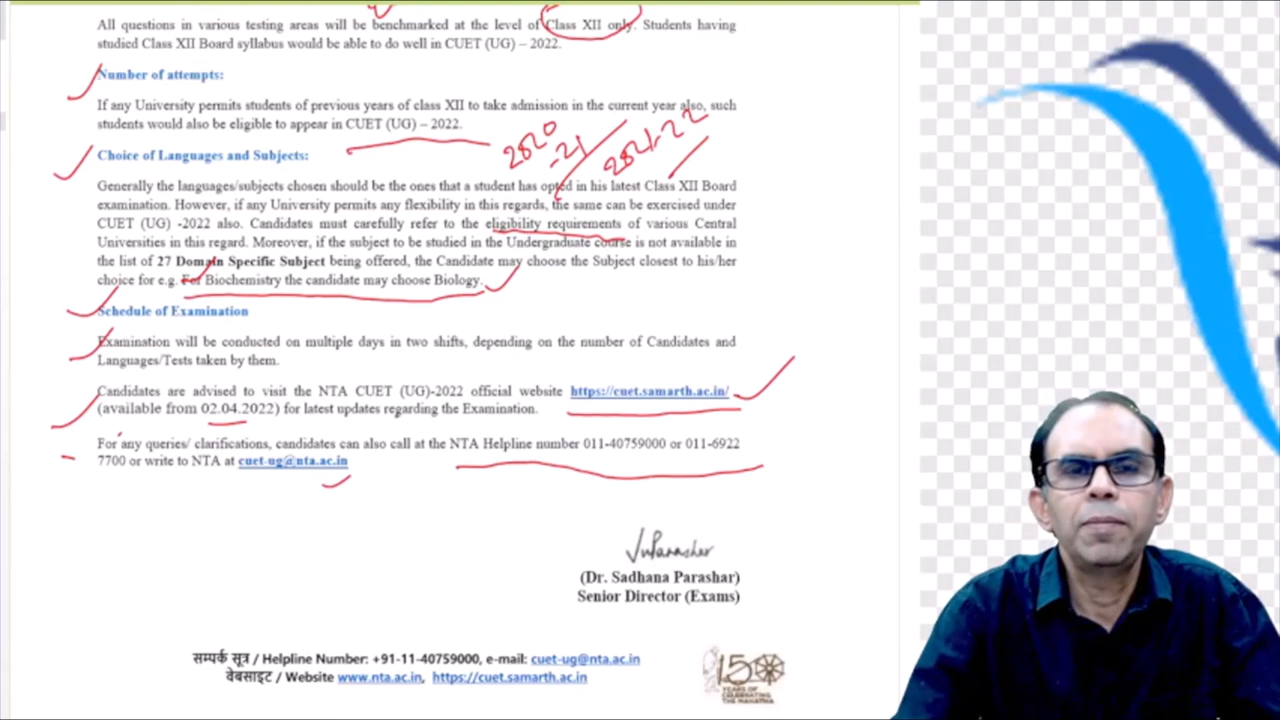 All questions in various testing areas will be benchmarked at the level of Class XII only. Students having
studied Class XII Board syllabus would be able to do well in CUET (UG) – 2022.
Number of attempts:
If any University permits students of previous years of class XII to take admission in the current year also, such
students would also be eligible to appear in CUET (UG) – 2022.
2020
-21
2021-22
Choice of Languages and Subjects:
Generally the languages/subjects chosen should be the ones that a student has opted in his latest Class XII Board
examination. However, if any University permits any flexibility in this regards, the same can be exercised under
CUET (UG) -2022 also. Candidates must carefully refer to the eligibility requirements of various Central
Universities in this regard. Moreover, if the subject to be studied in the Undergraduate course is not available in
the list of 27 Domain Specific Subject being offered, the Candidate may choose the Subject closest to his/her
choice for e.g. For Biochemistry the candidate may choose Biology.
Schedule of Examination
Examination will be conducted on multiple days in two shifts, depending on the number of Candidates and
Languages/Tests taken by them.
Candidates are advised to visit the NTA CUET (UG)-2022 official website https://cuet.samarth.ac.in/
(available from 02.04.2022) for latest updates regarding the Examination.
For any queries/ clarifications, candidates can also call at the NTA Helpline number 011-40759000 or 011-6922
7700 or write to NTA at cuet-ug@nta.ac.in
(Dr. Sadhana Parashar)
Senior Director (Exams)
सम्पर्क सूत्र / Helpline Number: +91-11-40759000, e-mail: cuet-ug@nta.ac.in
वेबसाइट / Website www.nta.ac.in, https://cuet.samarth.ac.in
150
YEARS OF
CELEBRATING
THE MAHATMA